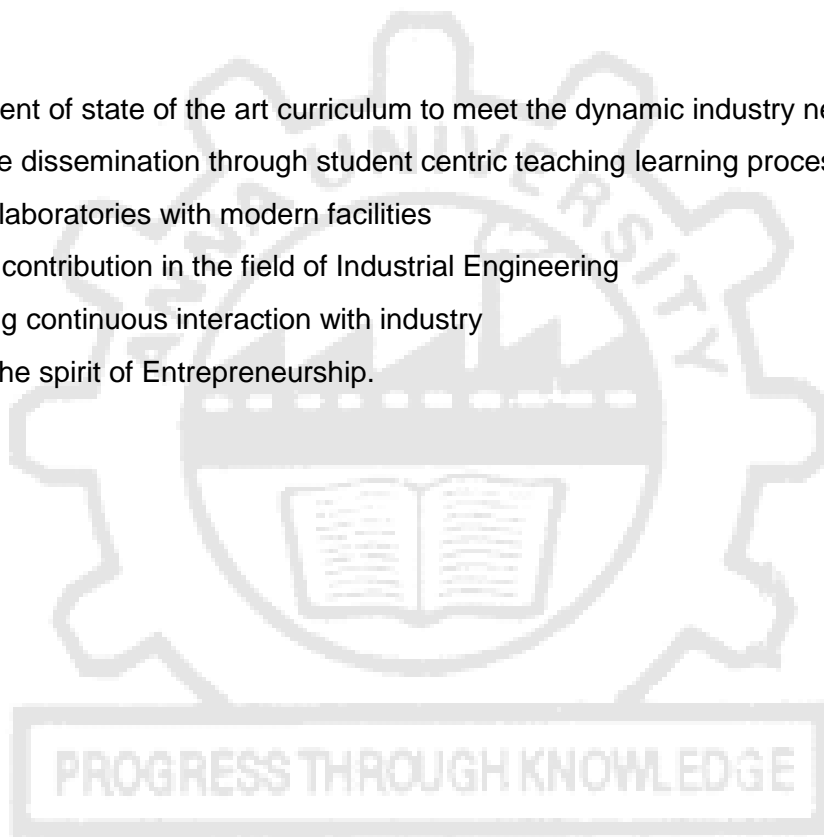 ent of state of the art curriculum to meet the dynamic industry ne
e dissemination through student centric teaching learning proces
laboratories with modern facilities
contribution in the field of Industrial Engineering
g continuous interaction with industry
he spirit of Entrepreneurship.
ANNA UNIVERSITY
PROGRESS THROUGH KNOWLEDGE